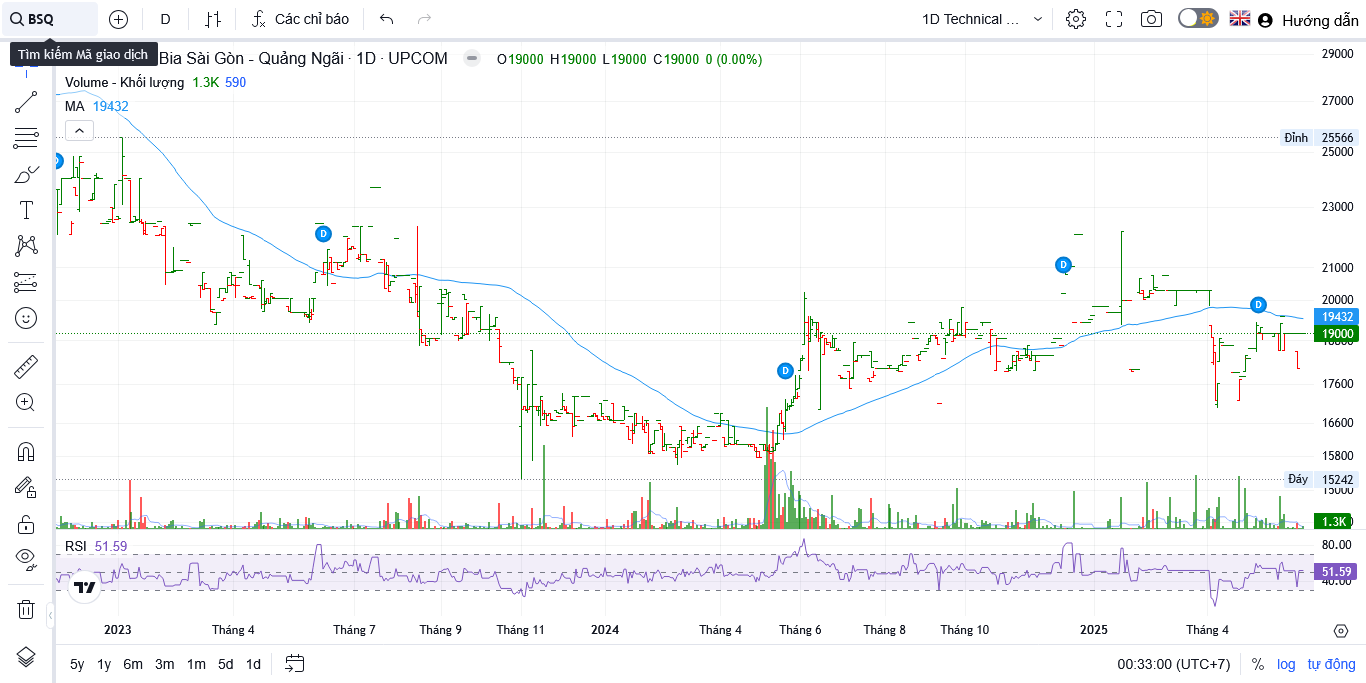 BSQ
D
Các chỉ báo
1D Technical ...
Hướng dẫn
Tìm kiếm Mã giao dịch
Bia Sài Gòn - Quảng Ngãi · 1D · UPCOM
O19000 H19000 L19000 C19000 0 (0.00%)
Volume - Khối lượng 1.3K 590
MA 19432
29000
27000
Đỉnh 25566
25000
23000
21000
20000
19432
19000
18800
17600
16600
15800
Đáy 15242
15000
1.3K
D
D
D
D
D
RSI 51.59
80.00
51.59
40.00
2023 Tháng 4 Tháng 7 Tháng 9 Tháng 11 2024 Tháng 4 Tháng 6 Tháng 8 Tháng 10 2025 Tháng 4
5y 1y 6m 3m 1m 5d 1d
00:33:00 (UTC+7) % log tự động